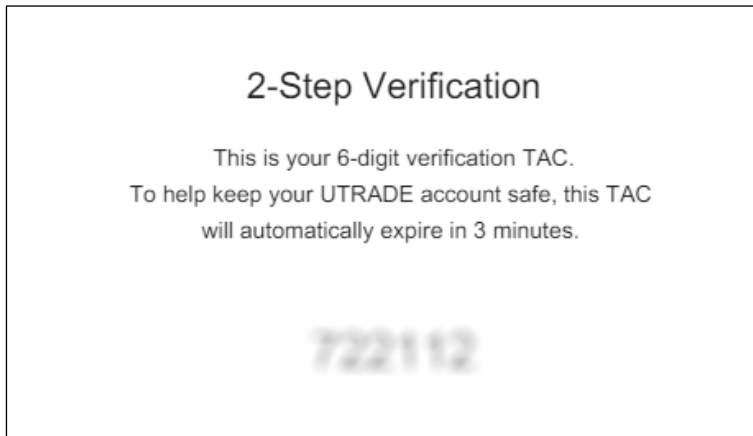 2-Step Verification
This is your 6-digit verification TAC.
To help keep your UTRADE account safe, this TAC
will automatically expire in 3 minutes.